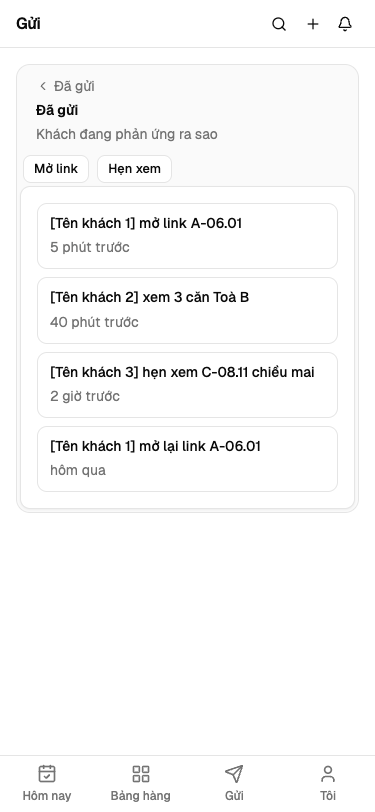 Gửi
Đã gửi
Đã gửi
Khách đang phản ứng ra sao
Mở link
Hẹn xem
[Tên khách 1] mở link A-06.01
5 phút trước
[Tên khách 2] xem 3 căn Toà B
40 phút trước
[Tên khách 3] hẹn xem C-08.11 chiều mai
2 giờ trước
[Tên khách 1] mở lại link A-06.01
hôm qua
Hôm nay
Bảng hàng
Gửi
Tôi